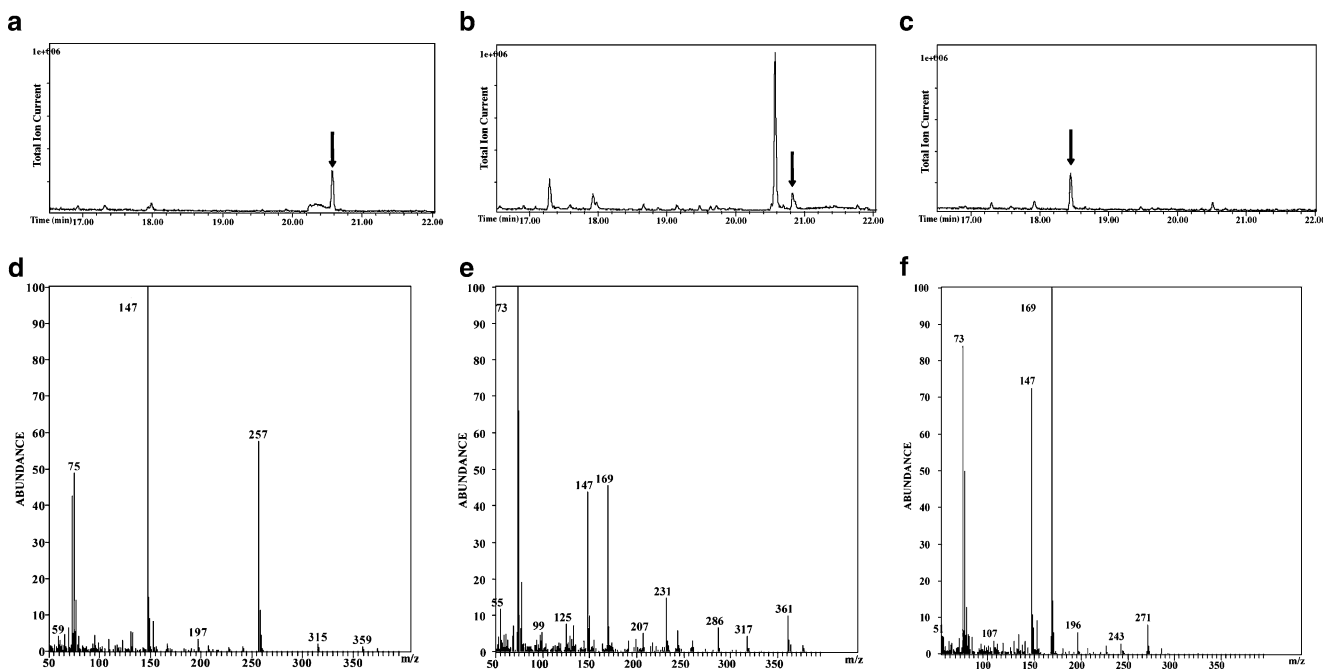 a
1e+006
Total Ion Current
Time (min) 17.00 18.00 19.00 20.00 21.00 22.00
b
1e+006
Total Ion Current
Time (min) 17.00 18.00 19.00 20.00 21.00 22.00
c
1e+006
Total Ion Current
Time (min) 17.00 18.00 19.00 20.00 21.00 22.00
d
ABUNDANCE
100
90
80
70
60
50
40
30
20
10
0
147
257
75
59
197
315
359
50 100 150 200 250 300 350
m/z
e
ABUNDANCE
100
90
80
70
60
50
40
30
20
10
0
73
147
169
55
99
125
207
231
286
317
361
50 100 150 200 250 300 350
m/z
f
ABUNDANCE
100
90
80
70
60
50
40
30
20
10
0
169
73
147
51
107
196
243
271
100 150 200 250 300 350
m/z